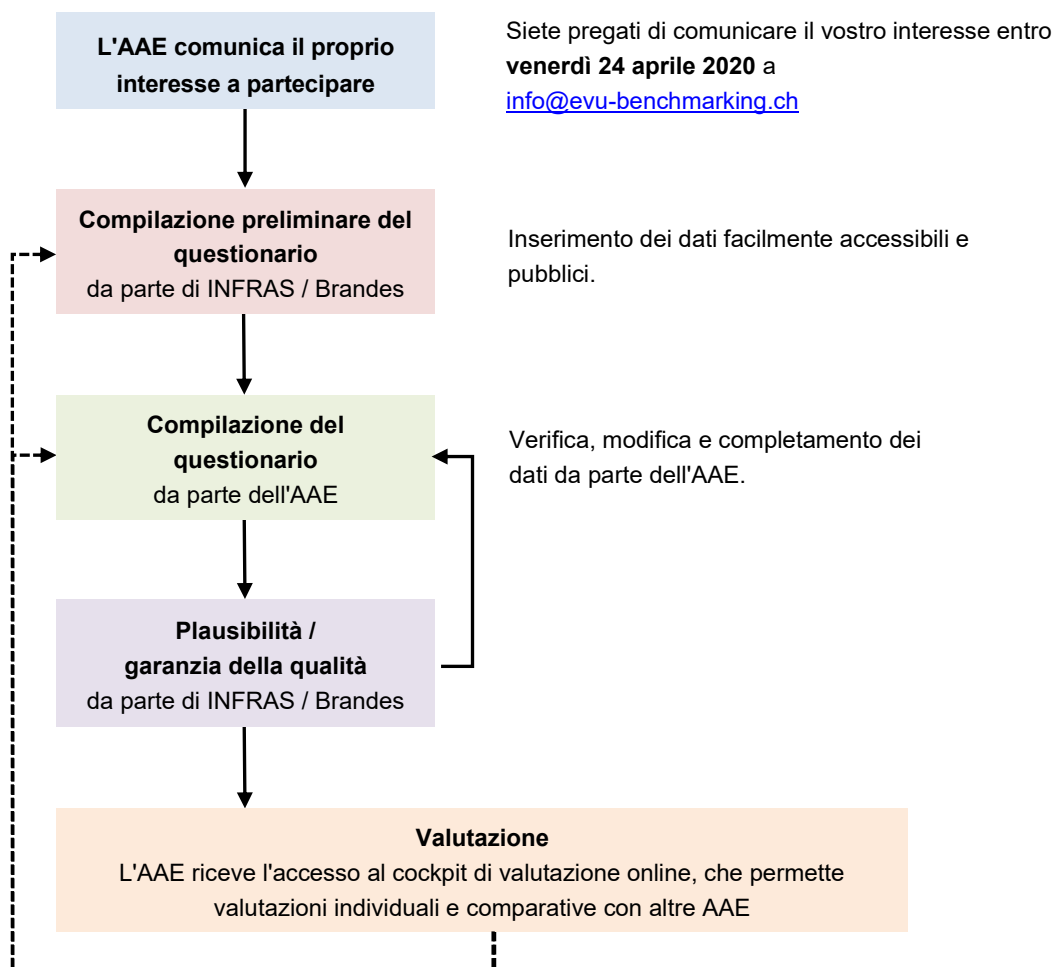 L'AAE comunica il proprio
interesse a partecipare
Siete pregati di comunicare il vostro interesse entro
venerdì 24 aprile 2020 a
info@evu-benchmarking.ch
Compilazione preliminare del
questionario
da parte di INFRAS / Brandes
Inserimento dei dati facilmente accessibili e
pubblici.
Compilazione del
questionario
da parte dell'AAE
Verifica, modifica e completamento dei
dati da parte dell'AAE.
Plausibilità /
garanzia della qualità
da parte di INFRAS / Brandes
Valutazione
L'AAE riceve l'accesso al cockpit di valutazione online, che permette
valutazioni individuali e comparative con altre AAE